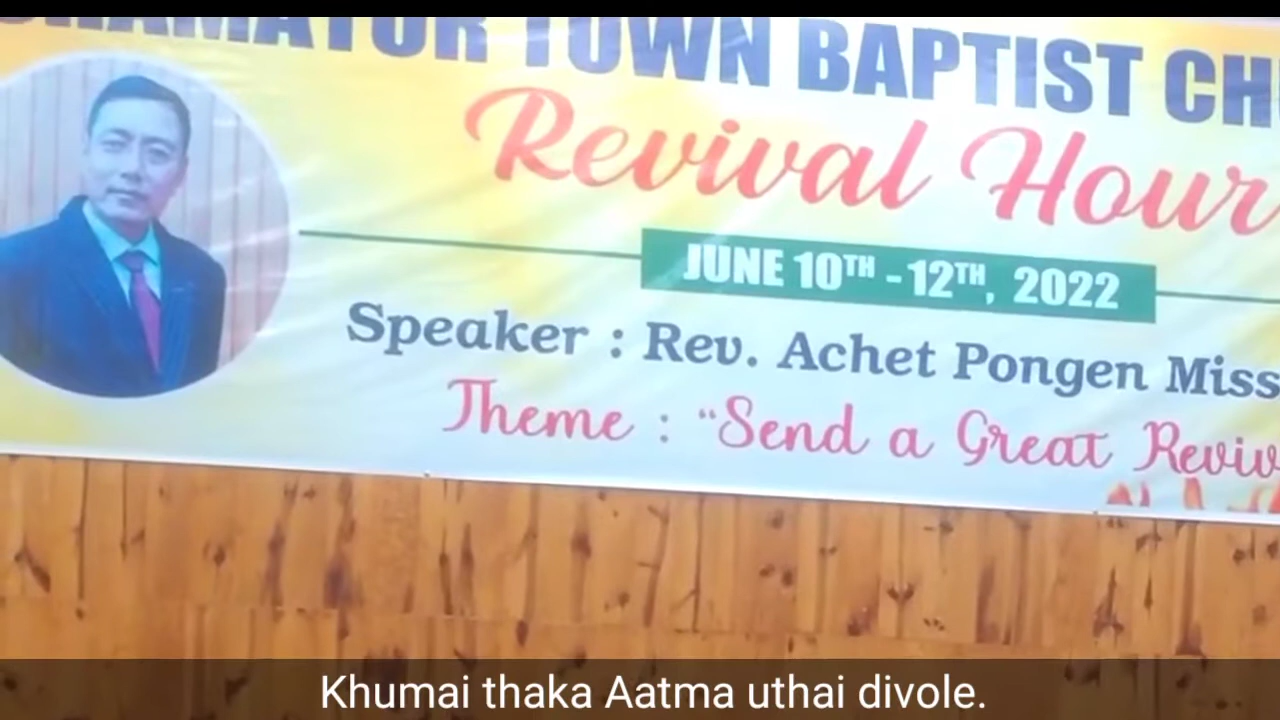 TOWN BAPTIST
Revival Hour
JUNE 10TH - 12TH, 2022
Speaker : Rev. Achet Pongen Miss
Theme : “Send a Great Reviv
Khumai thaka Aatma uthai divole.